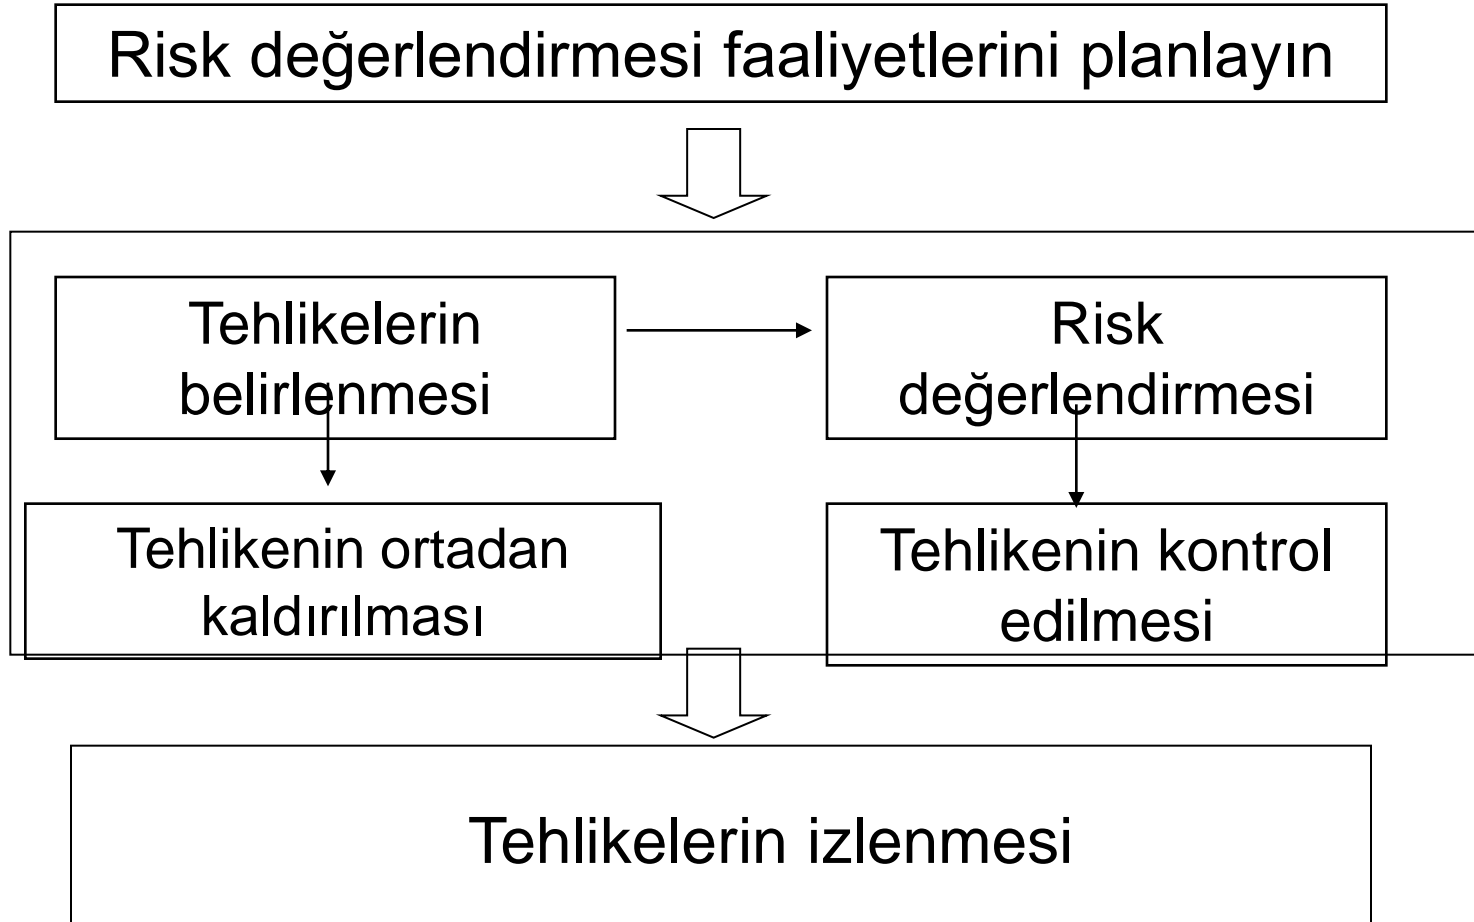 Risk değerlendirmesi faaliyetlerini planlayın
Tehlikelerin
belirlenmesi
Risk
değerlendirmesi
Tehlikenin ortadan
kaldırılması
Tehlikenin kontrol
edilmesi
Tehlikelerin izlenmesi